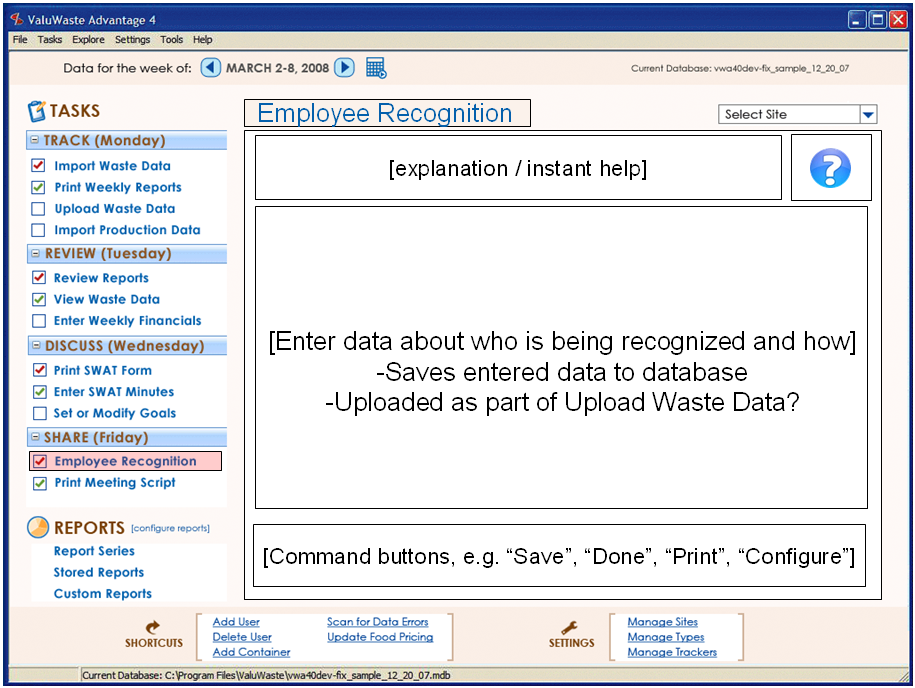 ValuWaste Advantage 4
File Tasks Explore Settings Tools Help
Data for the week of: MARCH 2-8, 2008
Current Database: vwa40dev-fix_sample_12_20_07
TASKS
TRACK (Monday)
Import Waste Data
Print Weekly Reports
Upload Waste Data
Import Production Data
REVIEW (Tuesday)
Review Reports
View Waste Data
Enter Weekly Financials
DISCUSS (Wednesday)
Print SWAT Form
Enter SWAT Minutes
Set or Modify Goals
SHARE (Friday)
Employee Recognition
Print Meeting Script
REPORTS [configure reports]
Report Series
Stored Reports
Custom Reports
Employee Recognition
Select Site
[explanation / instant help]
?
[Enter data about who is being recognized and how]
-Saves entered data to database
-Uploaded as part of Upload Waste Data?
[Command buttons, e.g. “Save”, “Done”, “Print”, “Configure”]
SHORTCUTS
Add User
Delete User
Add Container
Scan for Data Errors
Update Food Pricing
SETTINGS
Manage Sites
Manage Types
Manage Trackers
Current Database: C:\Program Files\ValuWaste\vwa40dev-fix_sample_12_20_07.mdb